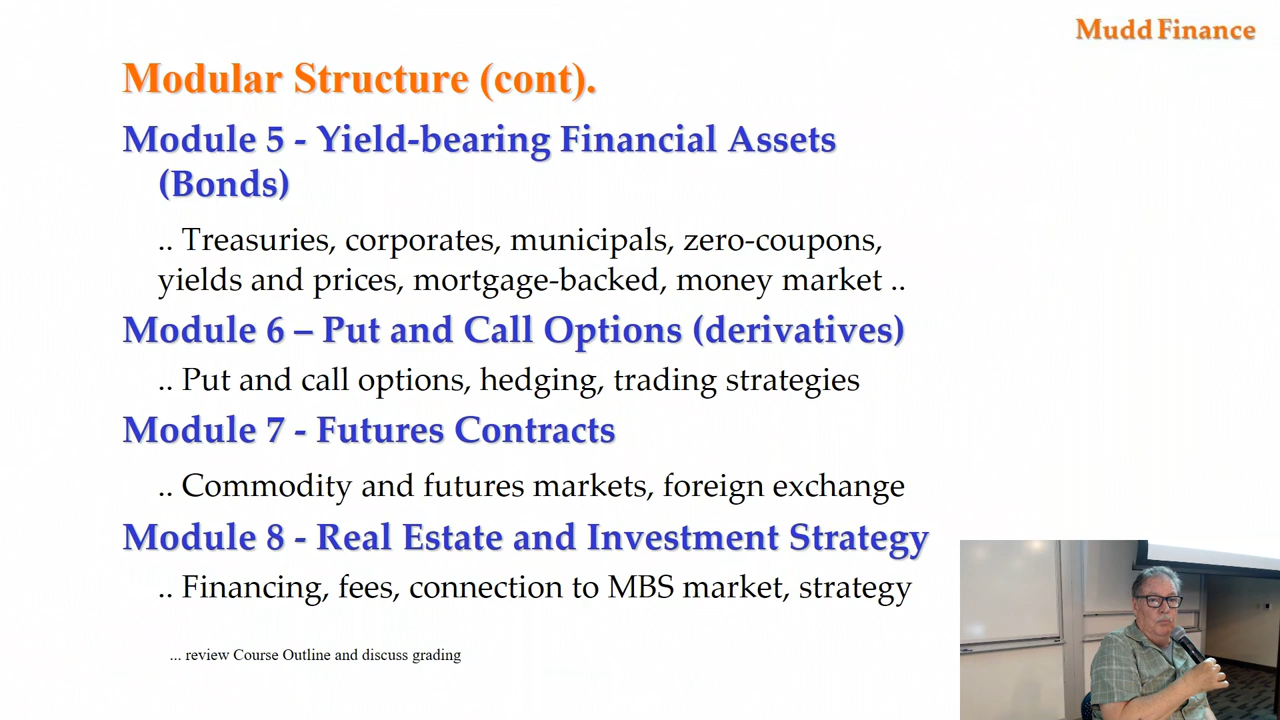 Mudd Finance
Modular Structure (cont).
Module 5 - Yield-bearing Financial Assets
(Bonds)
.. Treasuries, corporates, municipals, zero-coupons,
yields and prices, mortgage-backed, money market ..
Module 6 – Put and Call Options (derivatives)
.. Put and call options, hedging, trading strategies
Module 7 - Futures Contracts
.. Commodity and futures markets, foreign exchange
Module 8 - Real Estate and Investment Strategy
.. Financing, fees, connection to MBS market, strategy
... review Course Outline and discuss grading